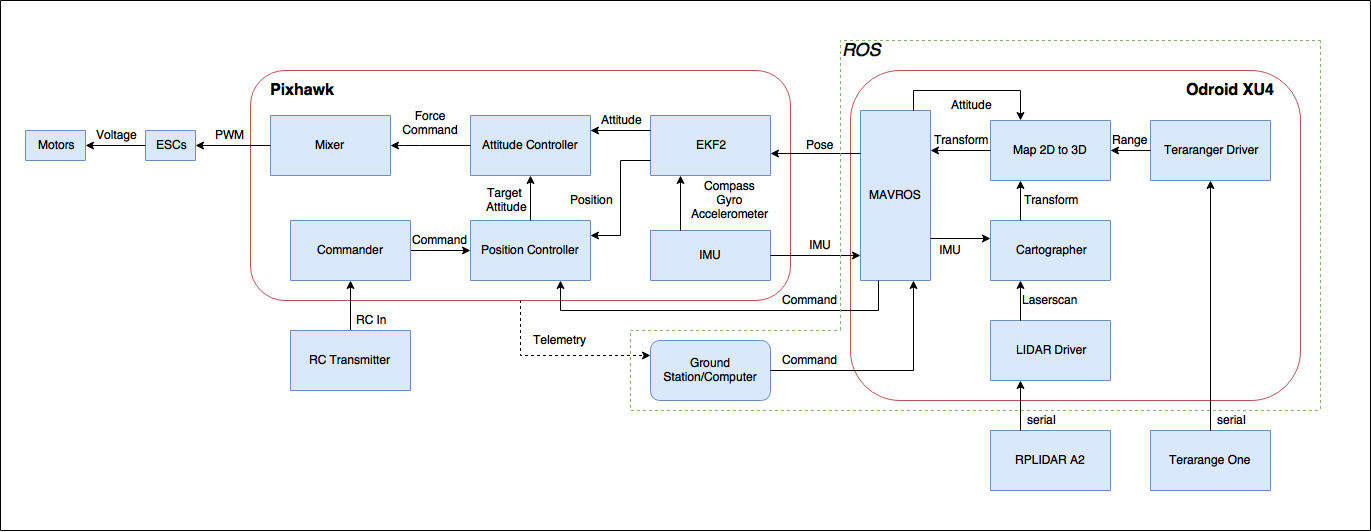 ROS
Pixhawk
Odroid XU4
Motors
Voltage
ESCs
PWM
Mixer
Force
Command
Attitude Controller
Attitude
EKF2
Pose
MAVROS
Attitude
Transform
Map 2D to 3D
Range
Teraranger Driver
Target
Attitude
Position
Compass
Gyro
Accelerometer
Transform
Commander
Command
Position Controller
IMU
IMU
IMU
Cartographer
Command
Laserscan
RC In
RC Transmitter
Telemetry
Ground
Station/Computer
Command
LIDAR Driver
serial
serial
RPLIDAR A2
Terarange One